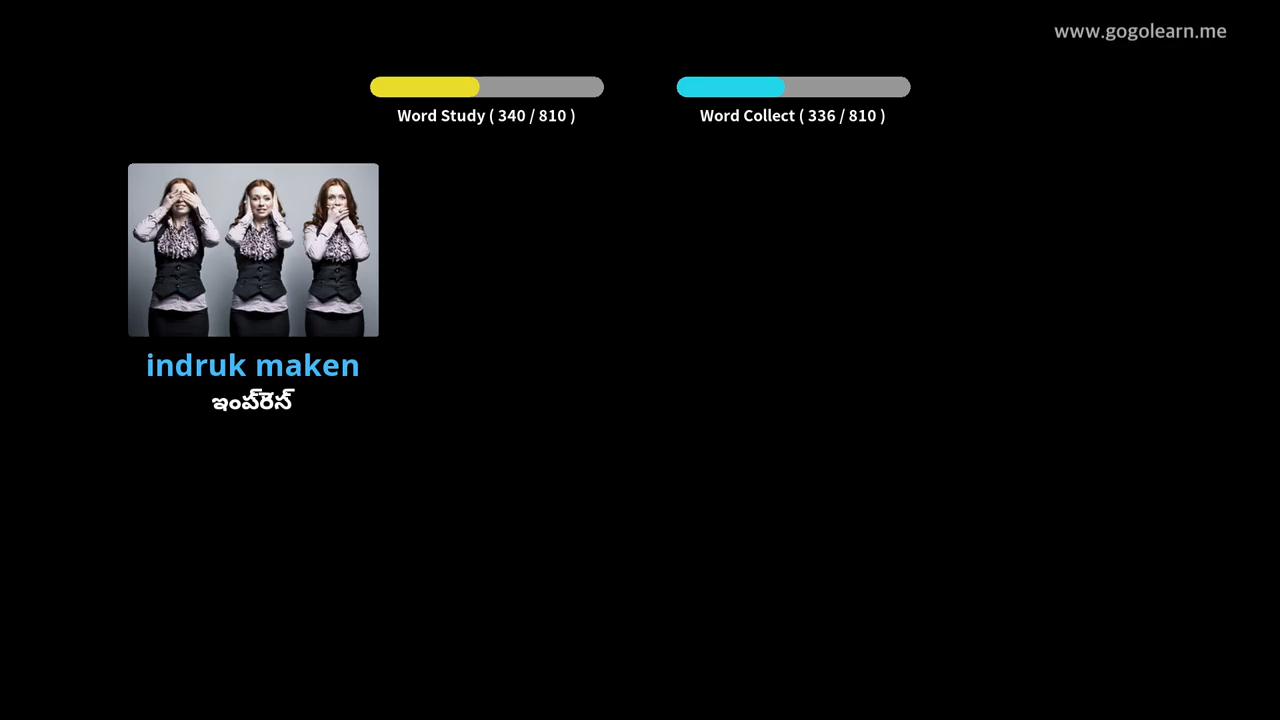 www.gogolearn.me
Word Study ( 340 / 810 )
Word Collect ( 336 / 810 )
indruk maken
ఇంప్‌రెస్